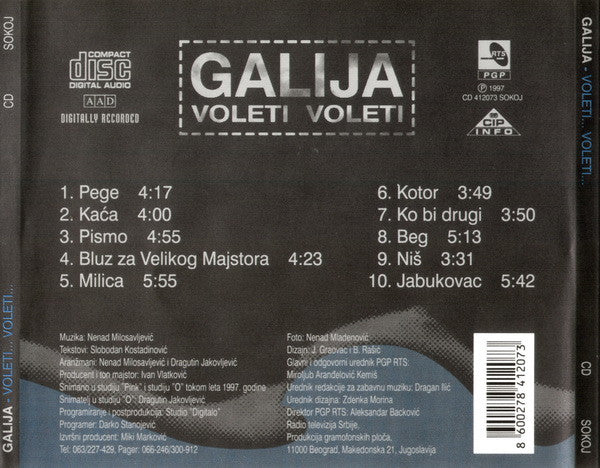 COMPACT
disc
DIGITAL AUDIO
AAD
DIGITALLY RECORDED
GALIJA
VOLETI VOLETI
RTS
PGP
℗ 1997
CD 412073 SOKOJ
CIP
INFO
1. Pege 4:17
2. Kaća 4:00
3. Pismo 4:55
4. Bluz za Velikog Majstora 4:23
5. Milica 5:55
6. Kotor 3:49
7. Ko bi drugi 3:50
8. Beg 5:13
9. Niš 3:31
10. Jabukovac 5:42
Muzika: Nenad Milosavljević
Tekstovi: Slobodan Kostadinović
Aranžmani: Nenad Milosavljević i Dragutin Jakovljević
Producent i ton majstor: Ivan Vlatković
Snimano u studiju "Pink" i studiju "O" tokom leta 1997. godine
Snimatelj u studiju "O": Dragutin Jakovljević
Programiranje i postprodukcija: Studio "Digitalo"
Programer: Darko Stanojević
Izvršni producent: Miki Marković
Tel: 063/227-429, Pager: 066-246/300-912
Foto: Nenad Mladenović
Dizajn: J. Graovac i B. Rašić
Glavni i odgovorni urednik PGP RTS:
Miroljub Aranđelović Kemiš
Urednik redakcije za zabavnu muziku: Dragan Ilić
Urednik dizajna: Zdenka Morina
Direktor PGP RTS: Aleksandar Backović
Radio televizija Srbije,
Produkcija gramofonskih ploča,
11000 Beograd, Makedonska 21, Jugoslavija
8 600278 412073
GALIJA - VOLETI... VOLETI... CD SOKOJ
GALIJA - VOLETI... VOLETI... CD SOKOJ